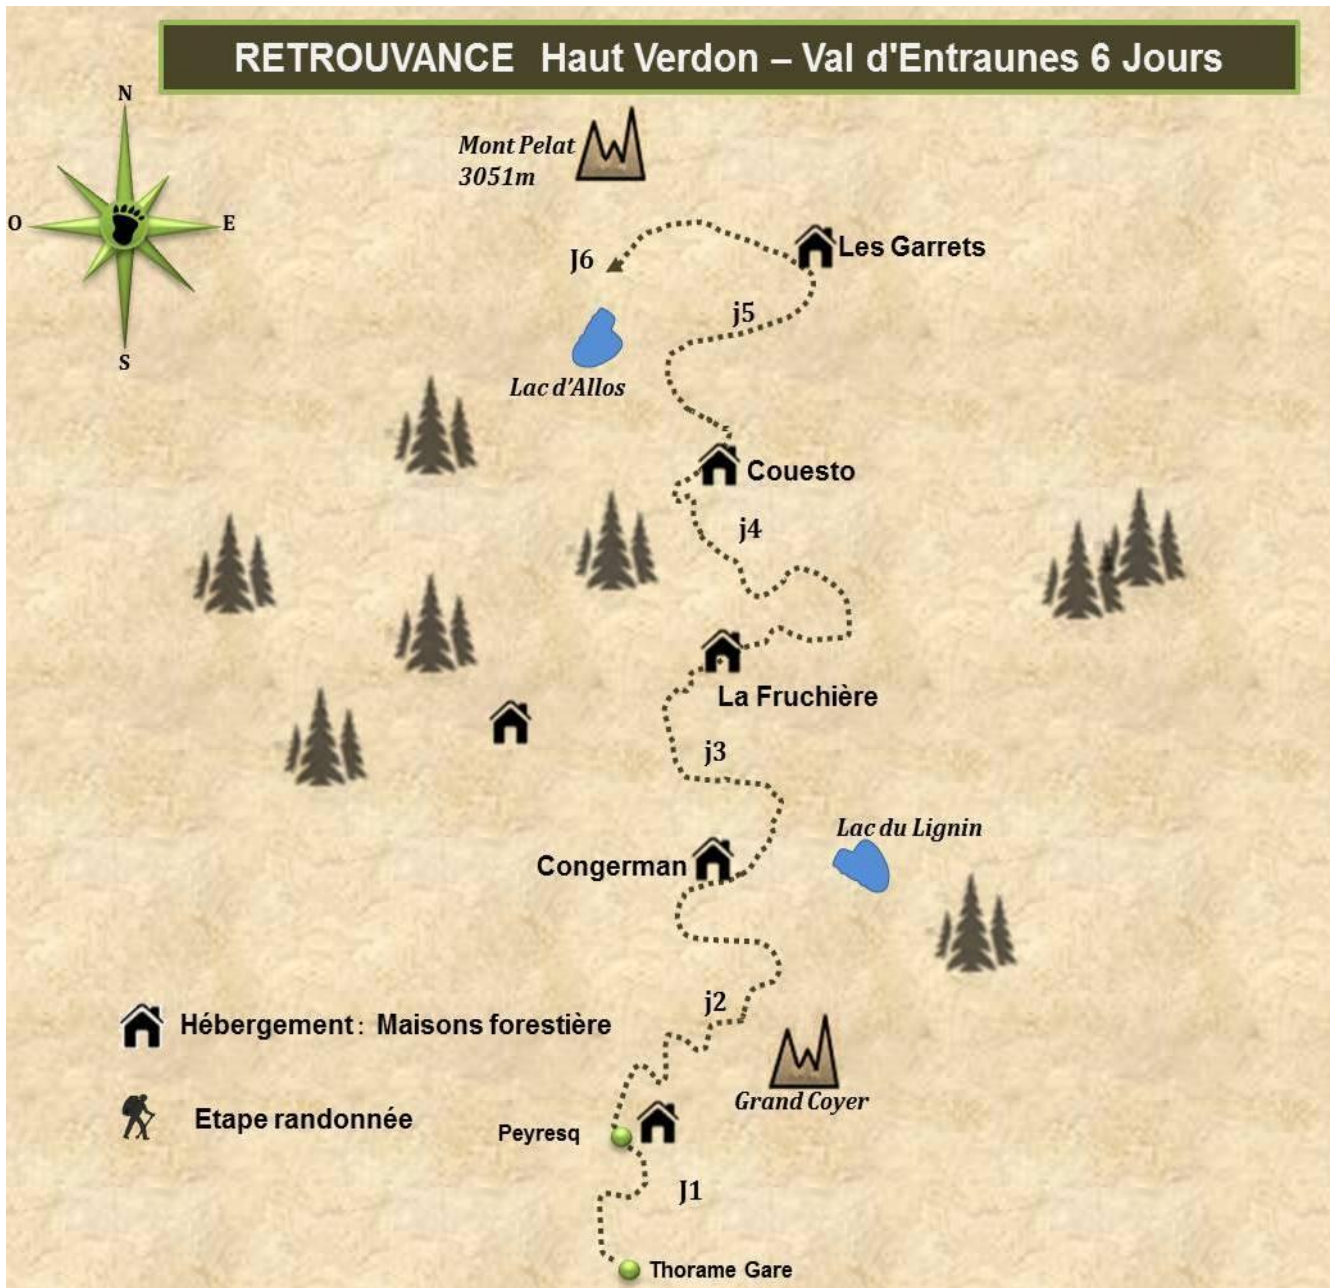 RETROUVANCE Haut Verdon – Val d'Entraunes 6 Jours
N
Mont Pelat
3051m
O
E
Les Garrets
J6
j5
S
Lac d'Allos
Couesto
j4
La Fruchière
j3
Lac du Lignin
Congerman
j2
Hébergement : Maisons forestière
Grand Coyer
Etape randonnée
Peyresq
J1
Thorame Gare